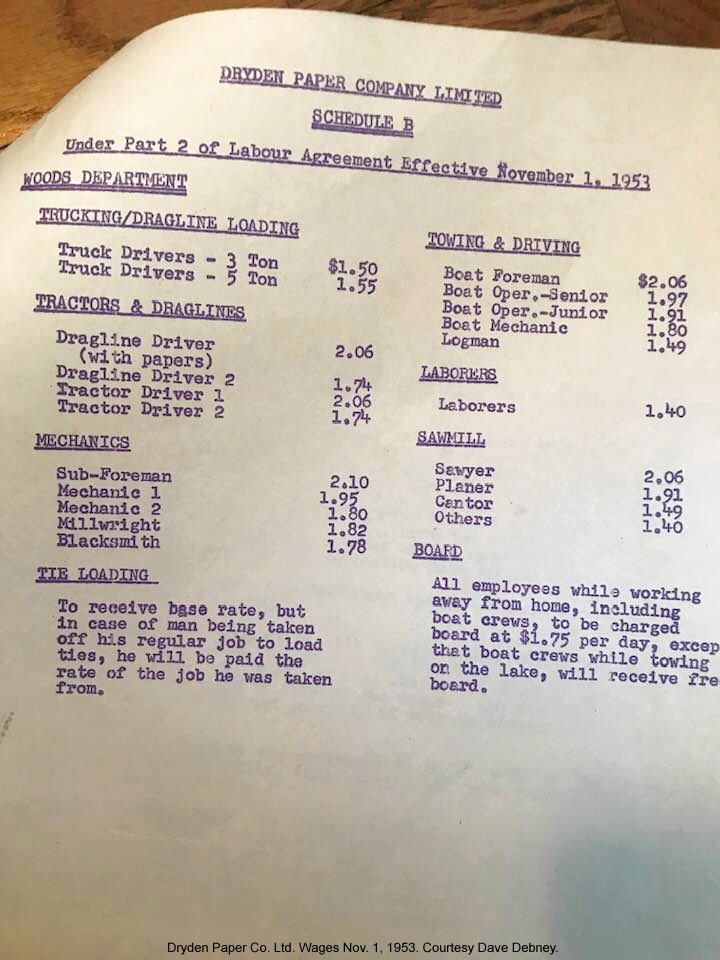 DRYDEN PAPER COMPANY LIMITED
SCHEDULE B
Under Part 2 of Labour Agreement Effective November 1. 1953
WOODS DEPARTMENT
TRUCKING/DRAGLINE LOADING
Truck Drivers - 3 Ton $1.50
Truck Drivers - 5 Ton 1.55
TRACTORS & DRAGLINES
Dragline Driver
(with papers) 2.06
Dragline Driver 2 1.74
Tractor Driver 1 2.06
Tractor Driver 2 1.74
MECHANICS
Sub-Foreman 2.10
Mechanic 1 1.95
Mechanic 2 1.80
Millwright 1.82
Blacksmith 1.78
TIE LOADING
To receive base rate, but
in case of man being taken
off his regular job to load
ties, he will be paid the
rate of the job he was taken
from.
TOWING & DRIVING
Boat Foreman $2.06
Boat Oper.-Senior 1.97
Boat Oper.-Junior 1.91
Boat Mechanic 1.80
Logman 1.49
LABORERS
Laborers 1.40
SAWMILL
Sawyer 2.06
Planer 1.91
Cantor 1.49
Others 1.40
BOARD
All employees while working
away from home, including
boat crews, to be charged
board at $1.75 per day, excep
that boat crews while towing
on the lake, will receive fre
board.
Dryden Paper Co. Ltd. Wages Nov. 1, 1953. Courtesy Dave Debney.